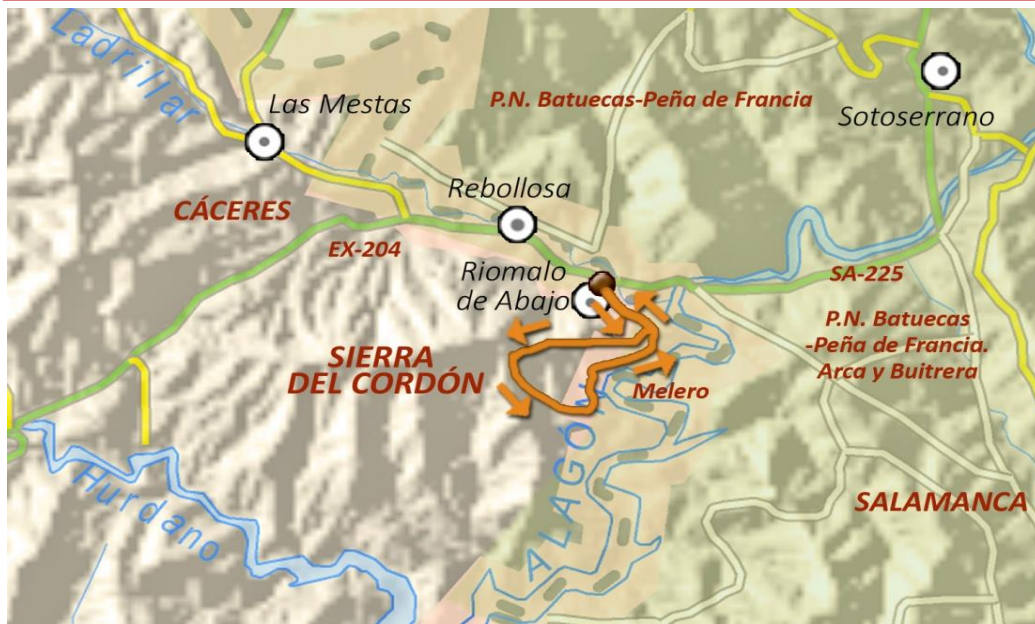 Ladrillar
Las Mestas
P.N. Batuecas-Peña de Francia
Sotoserrano
Rebollosa
CÁCERES
EX-204
Riomalo
de Abajo
SA-225
P.N. Batuecas
-Peña de Francia.
Arca y Buitrera
SIERRA
DEL CORDÓN
Melero
ALAGÓN
Hurdano
SALAMANCA